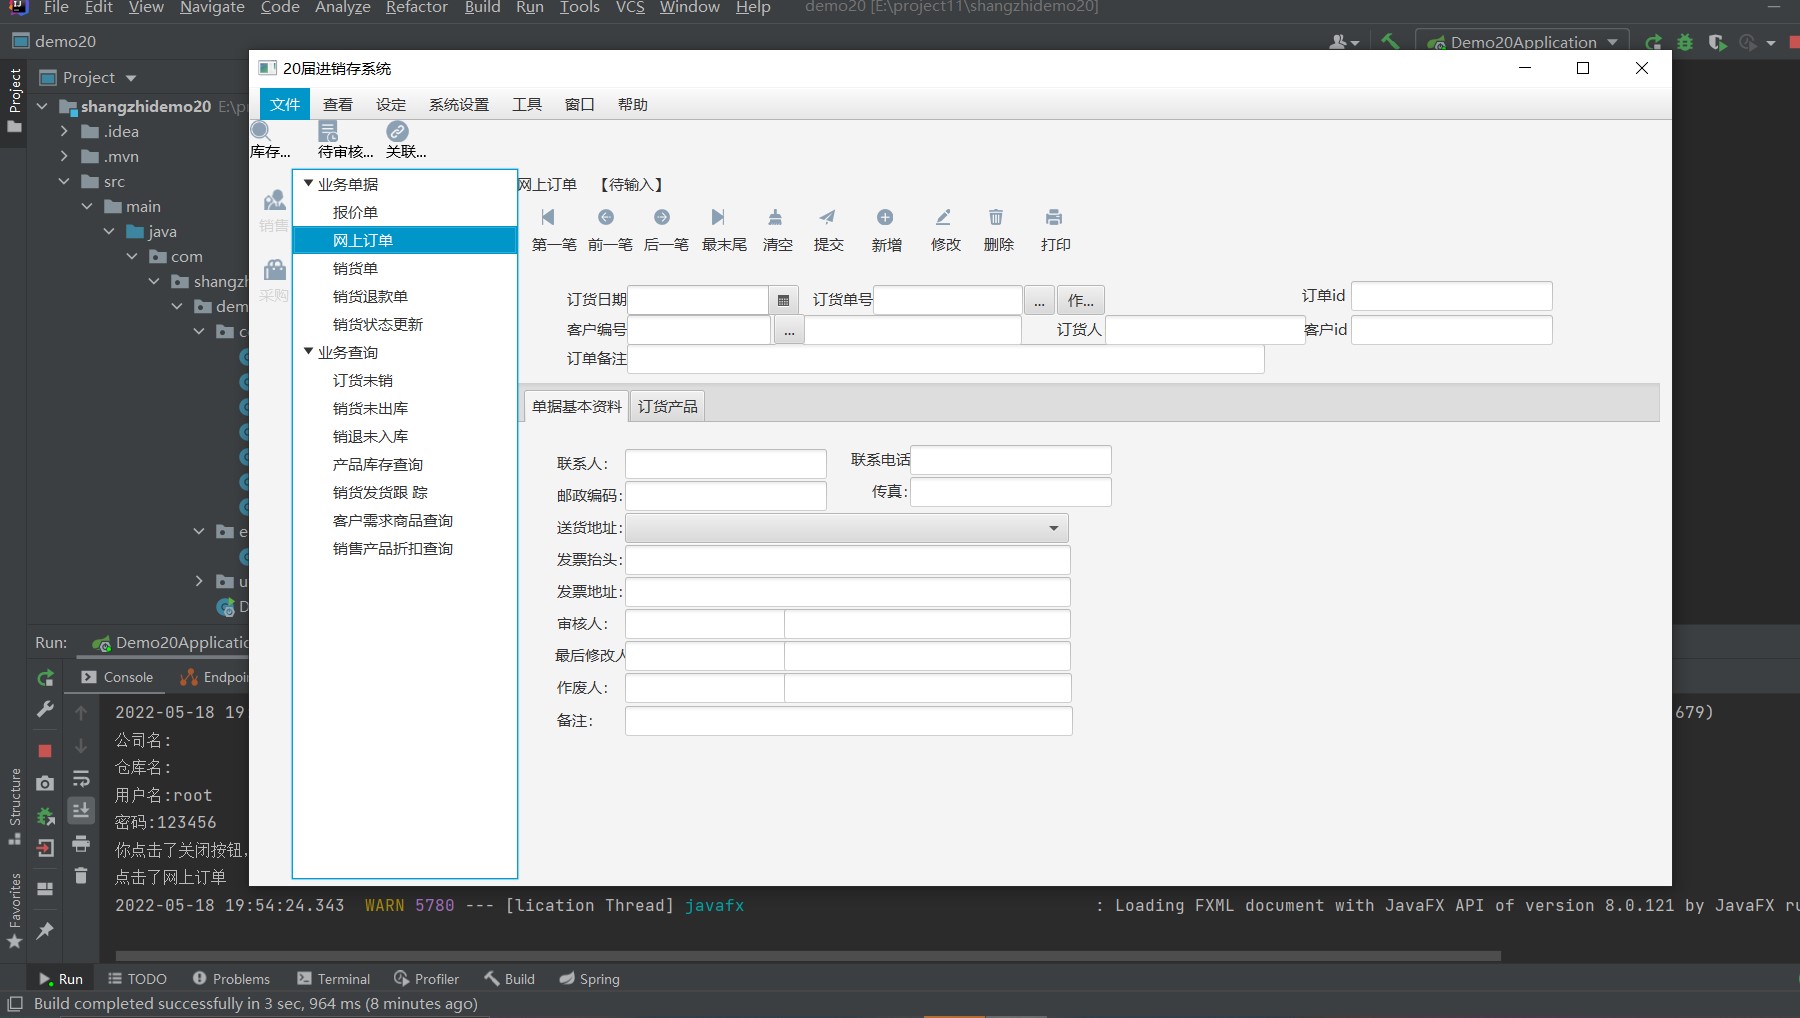 File Edit View Navigate Code Analyze Refactor Build Run Tools VCS Window Help demo20 [E:\project11\shangzhidemo20]
demo20
Demo20Application
20届进销存系统
Project
Project
文件 查看 设定 系统设置 工具 窗口 帮助
shangzhidemo20 E:\p
.idea
.mvn
src
main
java
com
shangzh
dem
c
e
u
D
库存... 待审核... 关联...
销售
采购
业务单据
报价单
网上订单
销货单
销货退款单
销货状态更新
业务查询
订货未销
销货未出库
销退未入库
产品库存查询
销货发货跟 踪
客户需求商品查询
销售产品折扣查询
网上订单 【待输入】
第一笔 前一笔 后一笔 最末尾 清空 提交 新增 修改 删除 打印
订货日期 订货单号 ... 作... 订单id
客户编号 ... 订货人 客户id
订单备注
单据基本资料 订货产品
联系人： 联系电话
邮政编码： 传真：
送货地址：
发票抬头：
发票地址：
审核人：
最后修改人
作废人：
备注：
Run: Demo20Applicatio
Console Endpoin
2022-05-18 19 679)
公司名：
仓库名：
用户名:root
密码:123456
你点击了关闭按钮，
点击了网上订单
2022-05-18 19:54:24.343 WARN 5780 --- [lication Thread] javafx : Loading FXML document with JavaFX API of version 8.0.121 by JavaFX ru
Structure
Favorites
Run TODO Problems Terminal Profiler Build Spring
Build completed successfully in 3 sec, 964 ms (8 minutes ago)